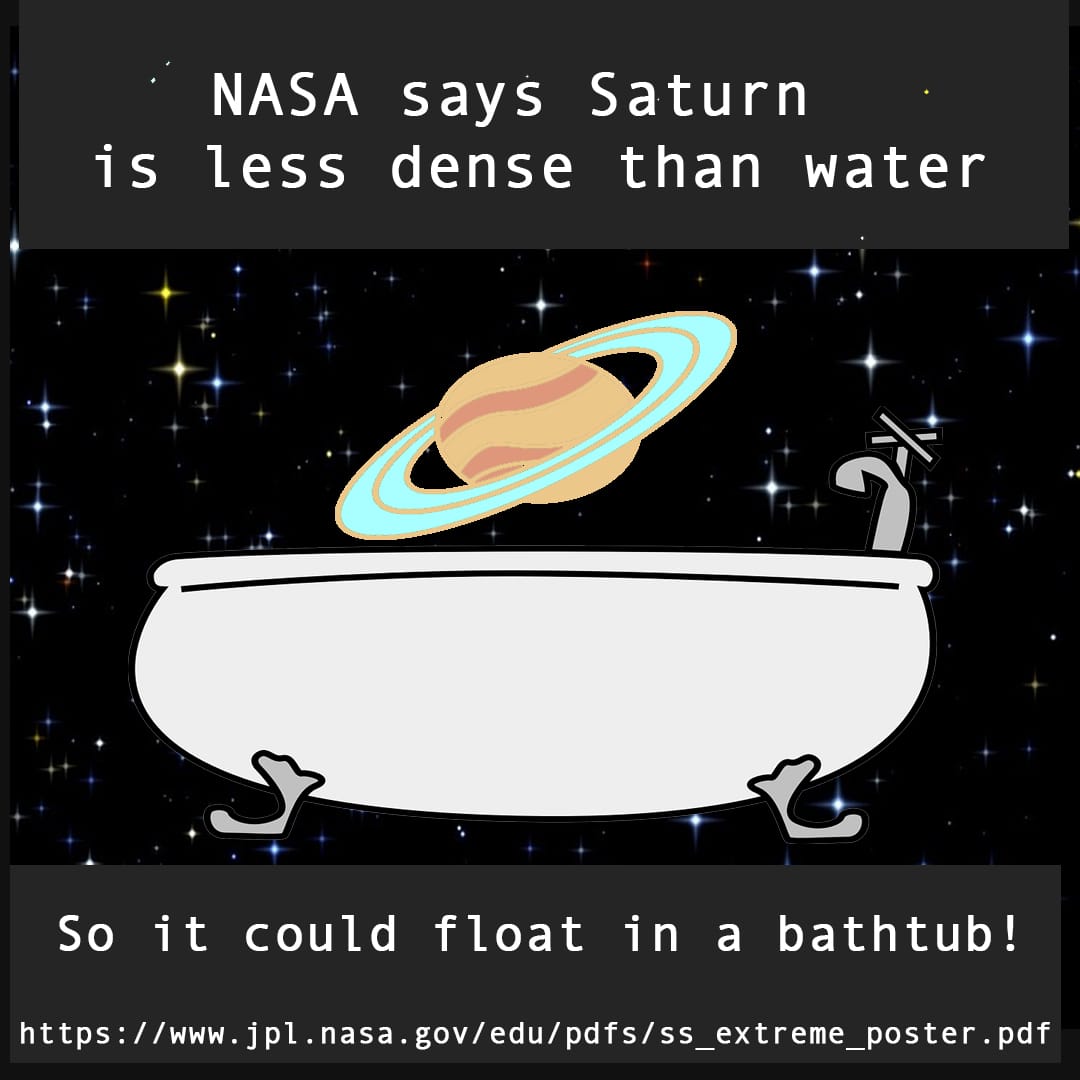 NASA says Saturn
is less dense than water
So it could float in a bathtub!
https://www.jpl.nasa.gov/edu/pdfs/ss_extreme_poster.pdf